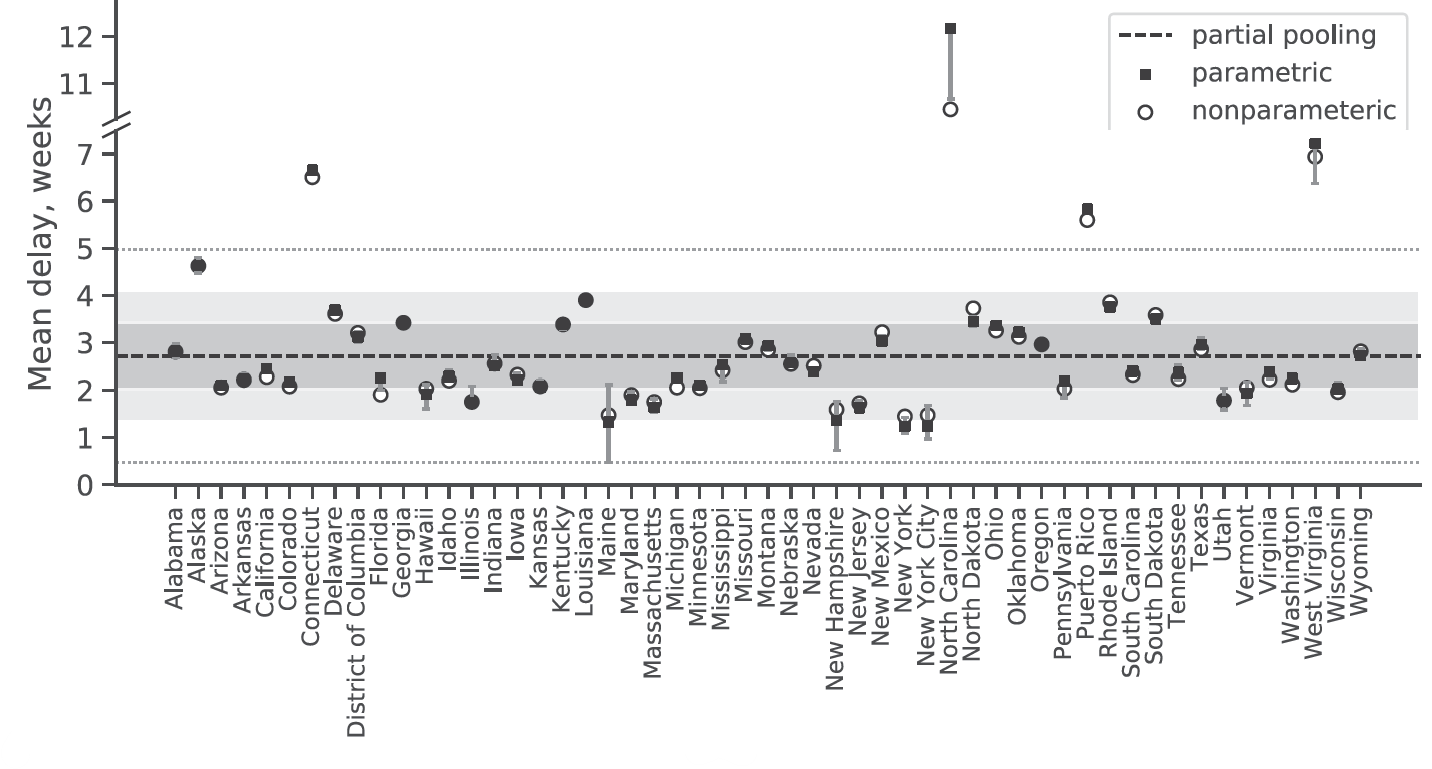 Mean delay, weeks
12
11
7
6
5
4
3
2
1
0
partial pooling
parametric
nonparameteric
Alabama
Alaska
Arizona
Arkansas
California
Colorado
Connecticut
Delaware
District of Columbia
Florida
Georgia
Hawaii
Idaho
Illinois
Indiana
Iowa
Kansas
Kentucky
Louisiana
Maine
Maryland
Massachusetts
Michigan
Minnesota
Mississippi
Missouri
Montana
Nebraska
Nevada
New Hampshire
New Jersey
New Mexico
New York
New York City
North Carolina
North Dakota
Ohio
Oklahoma
Oregon
Pennsylvania
Puerto Rico
Rhode Island
South Carolina
South Dakota
Tennessee
Texas
Utah
Vermont
Virginia
Washington
West Virginia
Wisconsin
Wyoming